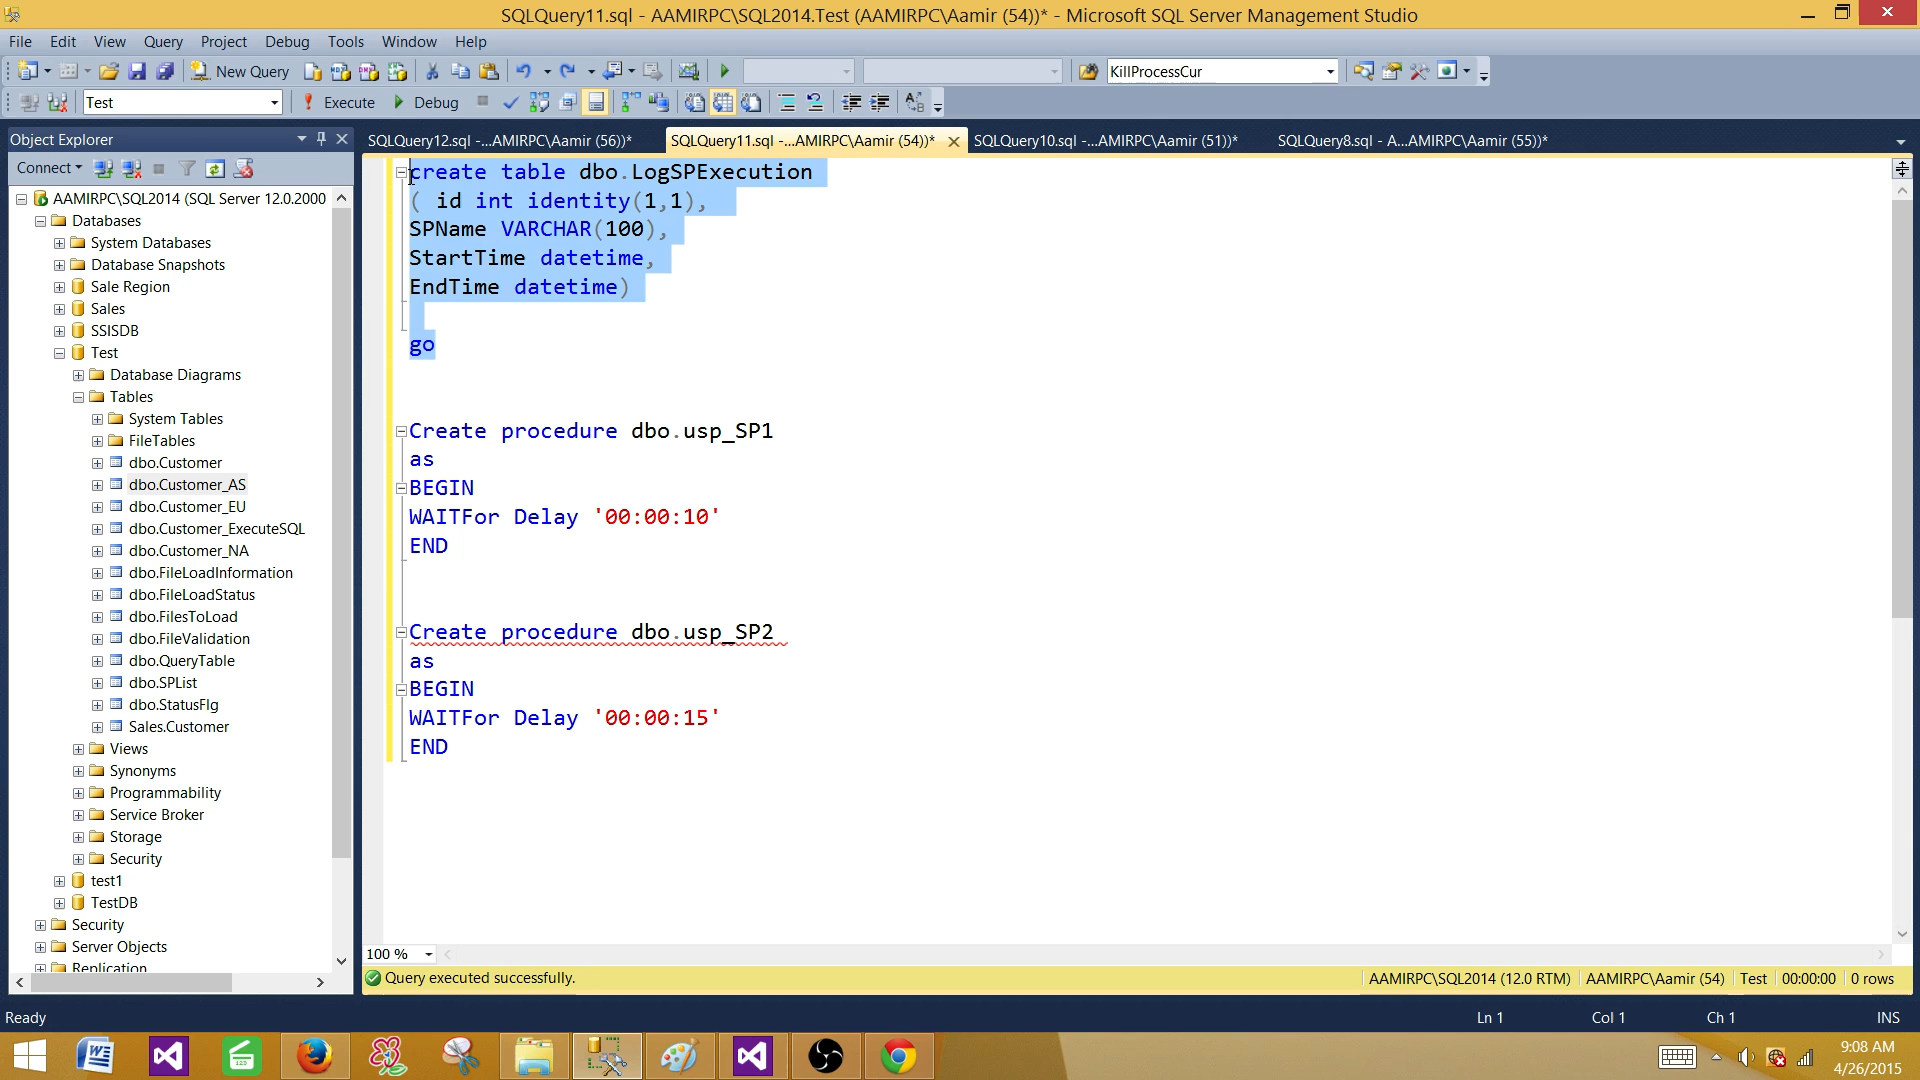 SQLQuery11.sql - AAMIRPC\SQL2014.Test (AAMIRPC\Aamir (54))* - Microsoft SQL Server Management Studio
File Edit View Query Project Debug Tools Window Help
New Query KillProcessCur
Test Execute Debug
Object Explorer
Connect
AAMIRPC\SQL2014 (SQL Server 12.0.2000
Databases
System Databases
Database Snapshots
Sale Region
Sales
SSISDB
Test
Database Diagrams
Tables
System Tables
FileTables
dbo.Customer
dbo.Customer_AS
dbo.Customer_EU
dbo.Customer_ExecuteSQL
dbo.Customer_NA
dbo.FileLoadInformation
dbo.FileLoadStatus
dbo.FilesToLoad
dbo.FileValidation
dbo.QueryTable
dbo.SPList
dbo.StatusFlg
Sales.Customer
Views
Synonyms
Programmability
Service Broker
Storage
Security
test1
TestDB
Security
Server Objects
Replication
SQLQuery12.sql -...AMIRPC\Aamir (56))* SQLQuery11.sql -...AMIRPC\Aamir (54))* SQLQuery10.sql -...AMIRPC\Aamir (51))* SQLQuery8.sql - A...AMIRPC\Aamir (55))*
create table dbo.LogSPExecution
( id int identity(1,1),
SPName VARCHAR(100),
StartTime datetime,
EndTime datetime)
go
Create procedure dbo.usp_SP1
as
BEGIN
WAITFor Delay '00:00:10'
END
Create procedure dbo.usp_SP2
as
BEGIN
WAITFor Delay '00:00:15'
END
100 %
Query executed successfully. AAMIRPC\SQL2014 (12.0 RTM) AAMIRPC\Aamir (54) Test 00:00:00 0 rows
Ready Ln 1 Col 1 Ch 1 INS
9:08 AM
4/26/2015